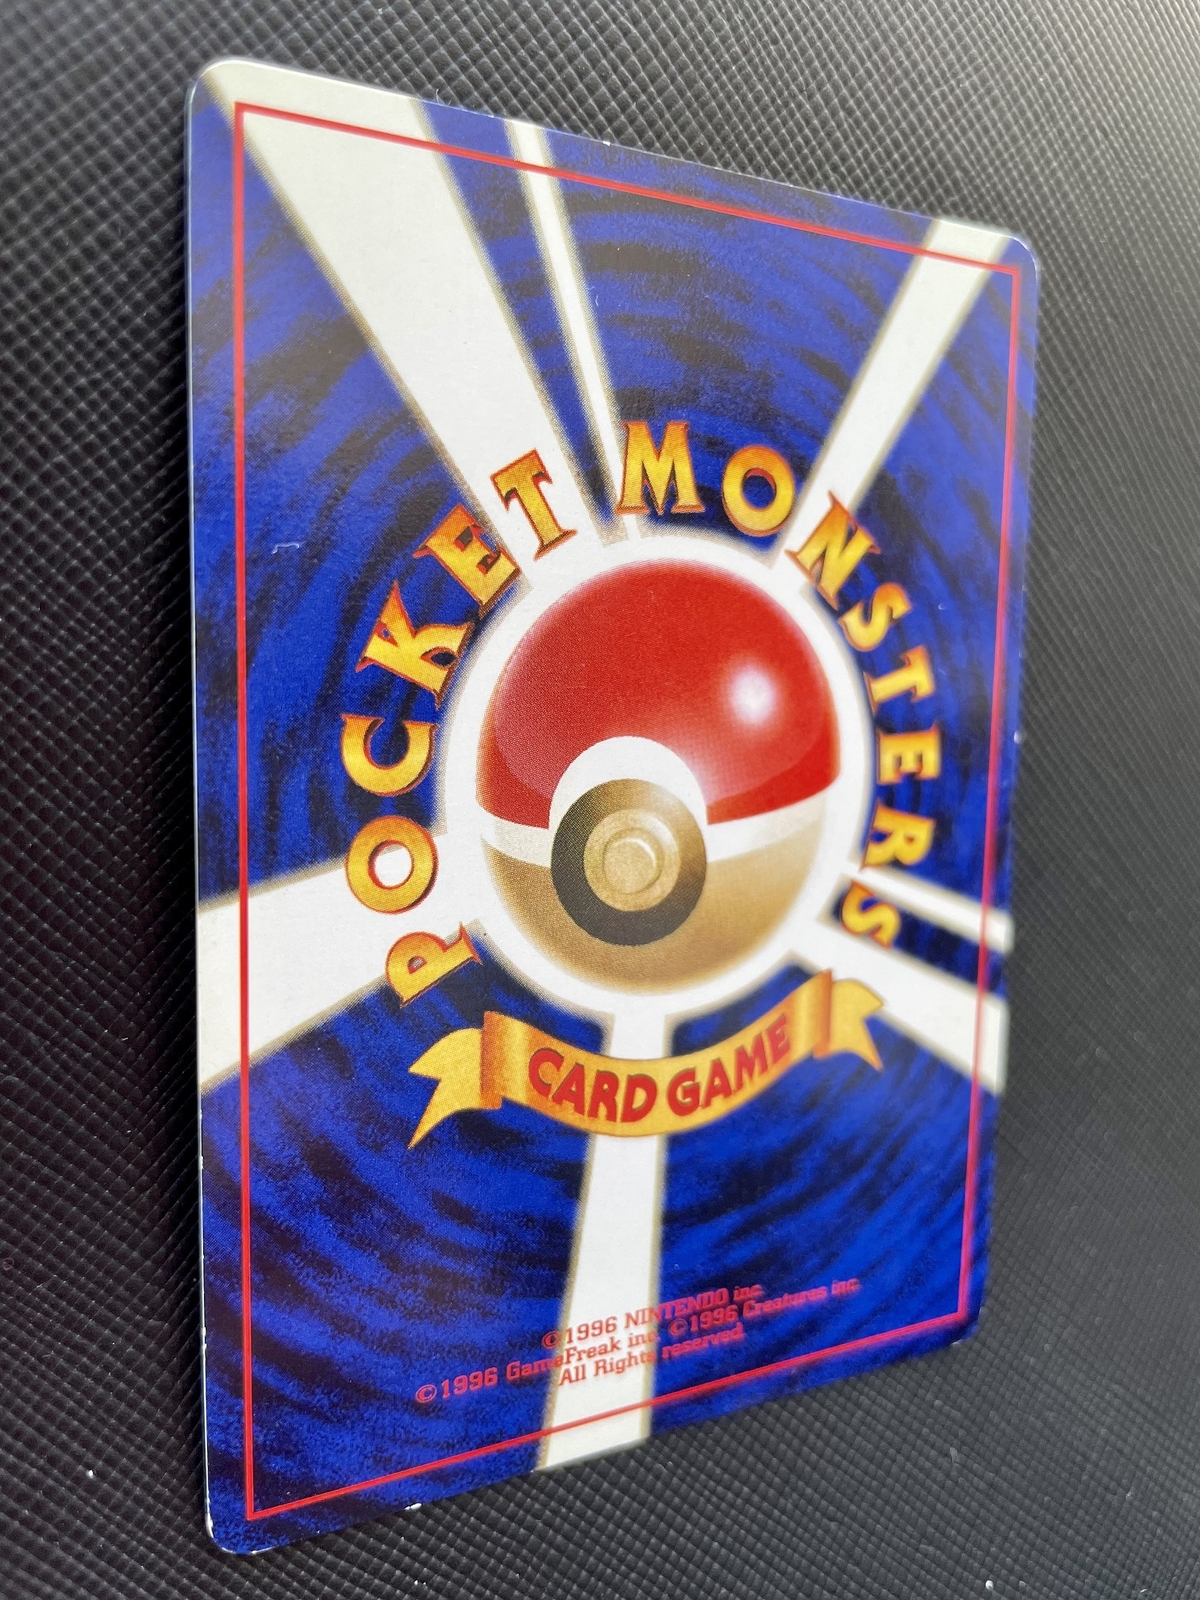 POCKET MONSTERS
CARD GAME
©1996 NINTENDO inc.
©1996 GameFreak inc. ©1996 Creatures inc.
All Rights reserved.